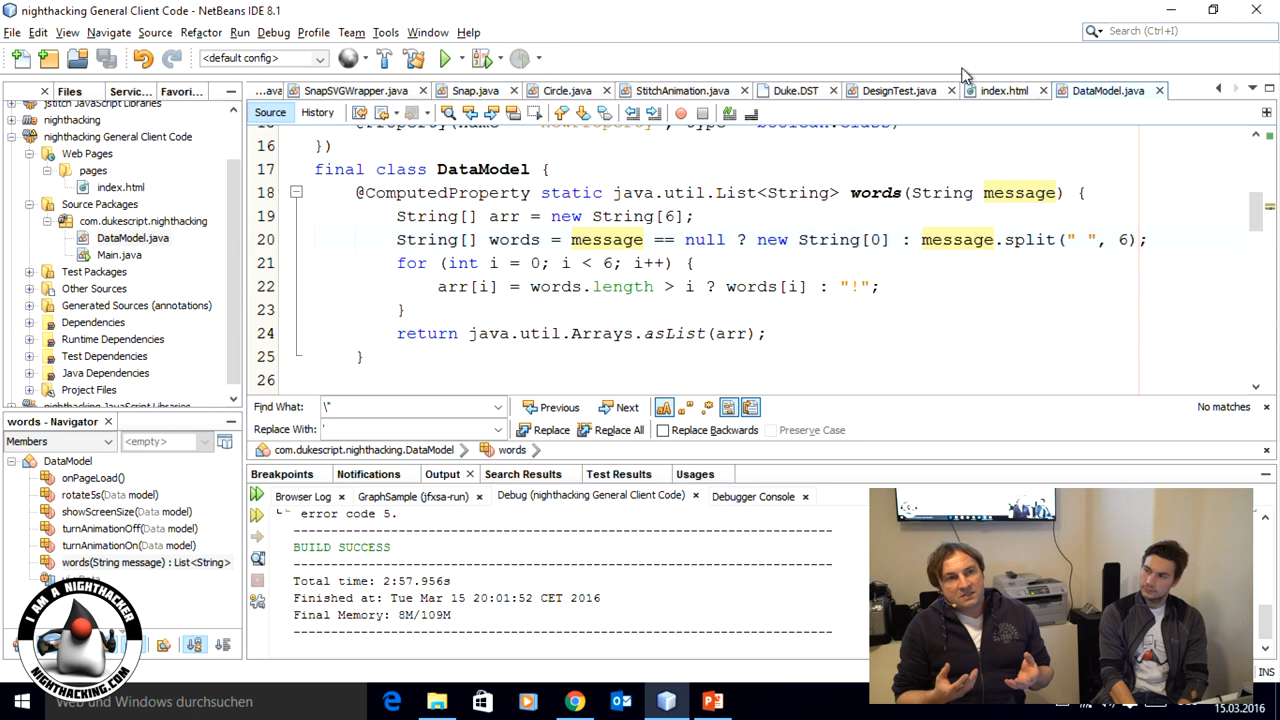 nighthacking General Client Code - NetBeans IDE 8.1
File Edit View Navigate Source Refactor Run Debug Profile Team Tools Window Help
Search (Ctrl+I)
<default config>
Files Servic... Favori...
...ava SnapSVGWrapper.java Snap.java Circle.java StitchAnimation.java Duke.DST DesignTest.java index.html DataModel.java
Source History
jstitch JavaScript libraries
nighthacking
nighthacking General Client Code
Web Pages
pages
index.html
Source Packages
com.dukescript.nighthacking
DataModel.java
Main.java
Test Packages
Other Sources
Generated Sources (annotations)
Dependencies
Runtime Dependencies
Test Dependencies
Java Dependencies
Project Files
nighthacking JavaScript Libraries
16 })
17 final class DataModel {
18 @ComputedProperty static java.util.List<String> words(String message) {
19 String[] arr = new String[6];
20 String[] words = message == null ? new String[0] : message.split(" ", 6);
21 for (int i = 0; i < 6; i++) {
22 arr[i] = words.length > i ? words[i] : "!";
23 }
24 return java.util.Arrays.asList(arr);
25 }
26
Find What: \" Previous Next No matches
Replace With: ' Replace Replace All Replace Backwards Preserve Case
com.dukescript.nighthacking.DataModel words
words - Navigator
Members <empty>
DataModel
onPageLoad()
rotate5s(Data model)
showScreenSize(Data model)
turnAnimationOff(Data model)
turnAnimationOn(Data model)
words(String message) : List<String>
Breakpoints Notifications Output Search Results Test Results Usages
Browser Log GraphSample (jfxsa-run) Debug (nighthacking General Client Code) Debugger Console
error code 5.
------------------------------------------------------------------------
BUILD SUCCESS
------------------------------------------------------------------------
Total time: 2:57.956s
Finished at: Tue Mar 15 20:01:52 CET 2016
Final Memory: 8M/109M
------------------------------------------------------------------------
INS
I AM A NIGHTHACKER
NIGHTHACKING.COM
Web und Windows durchsuchen
15.03.2016